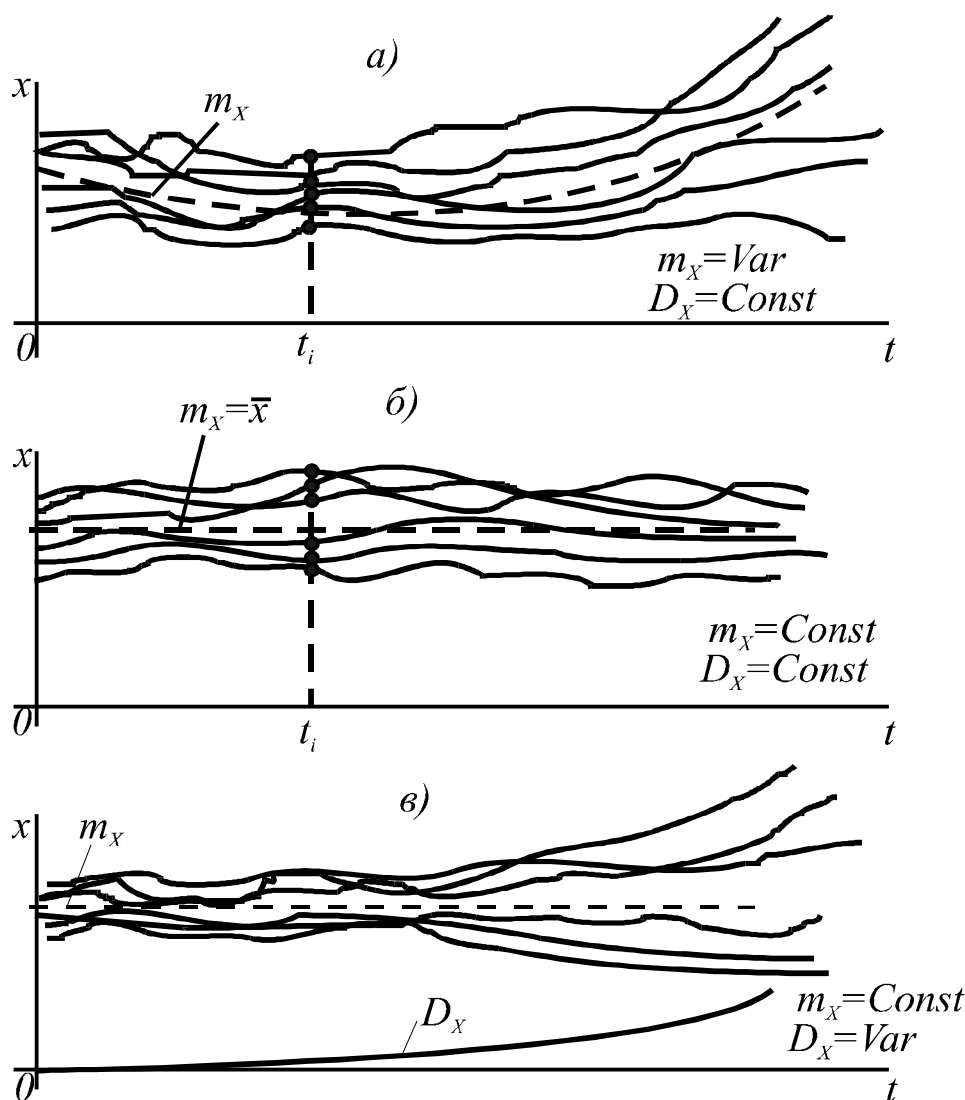 а)
x
m_X
m_X=Var
D_X=Const
0
t_i
t
б)
m_X=x̅
x
m_X=Const
D_X=Const
0
t_i
t
в)
x
m_X
D_X
m_X=Const
D_X=Var
0
t